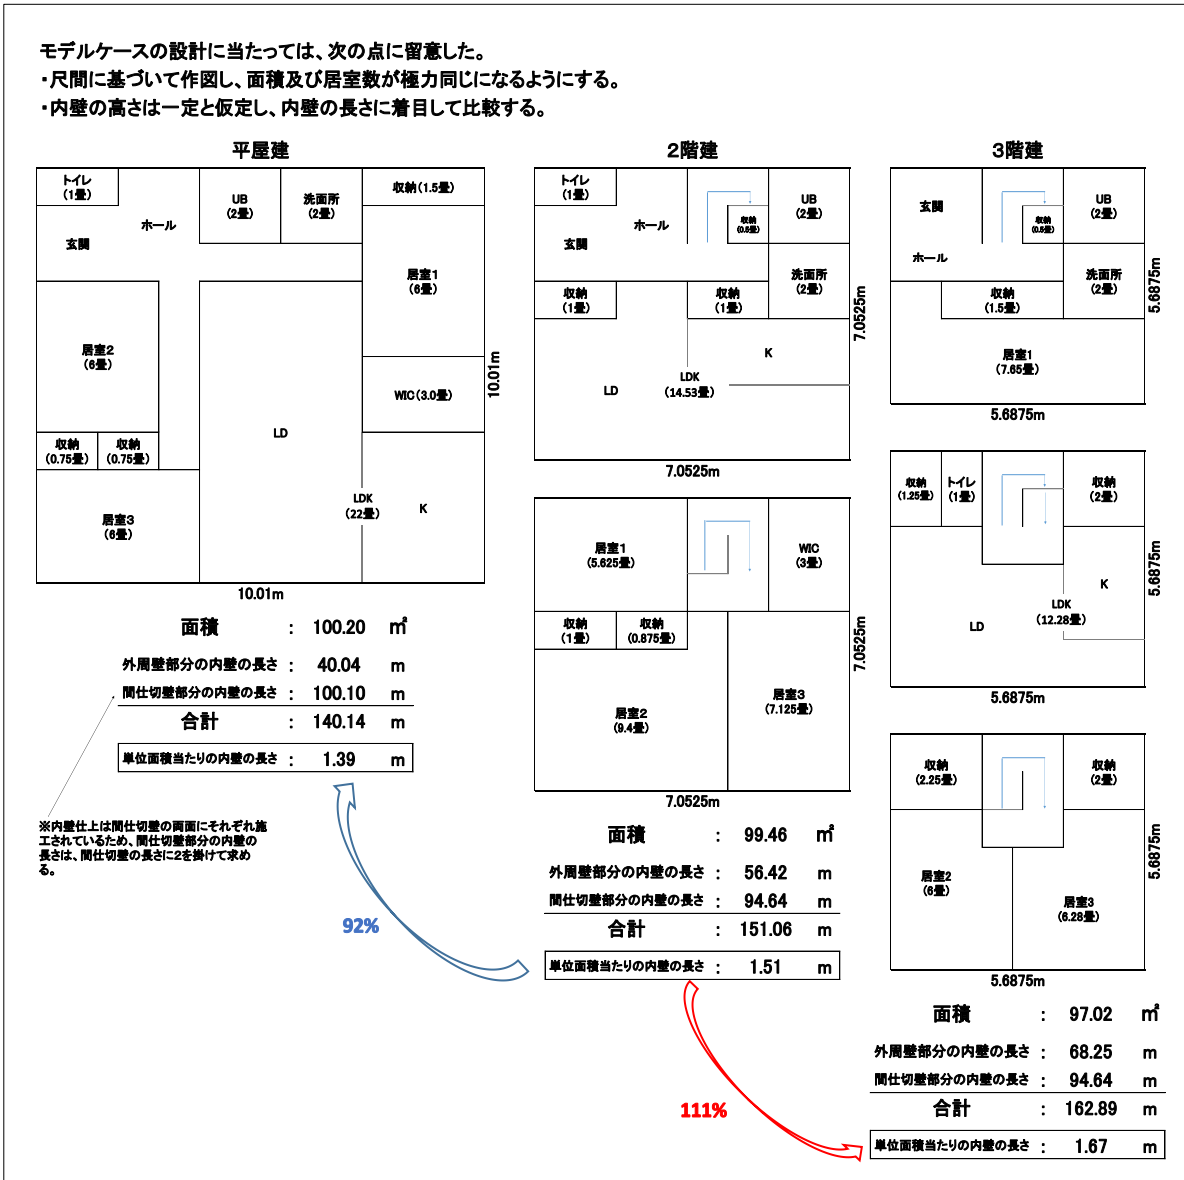 モデルケースの設計に当たっては、次の点に留意した。
・尺間に基づいて作図し、面積及び居室数が極力同じになるようにする。
・内壁の高さは一定と仮定し、内壁の長さに着目して比較する。
平屋建
トイレ
(1畳)
UB
(2畳)
洗面所
(2畳)
収納(1.5畳)
ホール
玄関
居室1
(6畳)
居室2
(6畳)
WIC(3.0畳)
10.01m
LD
収納
(0.75畳)
収納
(0.75畳)
LDK
(22畳)
K
居室3
(6畳)
10.01m
面積 : 100.20 ㎡
外周壁部分の内壁の長さ : 40.04 m
間仕切壁部分の内壁の長さ : 100.10 m
合計 : 140.14 m
単位面積当たりの内壁の長さ : 1.39 m
※内壁仕上は間仕切壁の両面にそれぞれ施
工されているため、間仕切壁部分の内壁の
長さは、間仕切壁の長さに2を掛けて求め
る。
92%
2階建
トイレ
(1畳)
ホール
玄関
収納
(0.5畳)
UB
(2畳)
洗面所
(2畳)
収納
(1畳)
収納
(1畳)
7.0525m
K
LD
LDK
(14.53畳)
7.0525m
居室1
(5.625畳)
WIC
(3畳)
収納
(1畳)
収納
(0.875畳)
7.0525m
居室3
(7.125畳)
居室2
(9.4畳)
7.0525m
面積 : 99.46 ㎡
外周壁部分の内壁の長さ : 56.42 m
間仕切壁部分の内壁の長さ : 94.64 m
合計 : 151.06 m
単位面積当たりの内壁の長さ : 1.51 m
111%
3階建
玄関
収納
(0.5畳)
UB
(2畳)
ホール
洗面所
(2畳)
収納
(1.5畳)
5.6875m
居室1
(7.65畳)
5.6875m
収納
(1.25畳)
トイレ
(1畳)
収納
(2畳)
5.6875m
K
LDK
(12.28畳)
LD
5.6875m
収納
(2.25畳)
収納
(2畳)
5.6875m
居室2
(6畳)
居室3
(6.28畳)
5.6875m
面積 : 97.02 ㎡
外周壁部分の内壁の長さ : 68.25 m
間仕切壁部分の内壁の長さ : 94.64 m
合計 : 162.89 m
単位面積当たりの内壁の長さ : 1.67 m